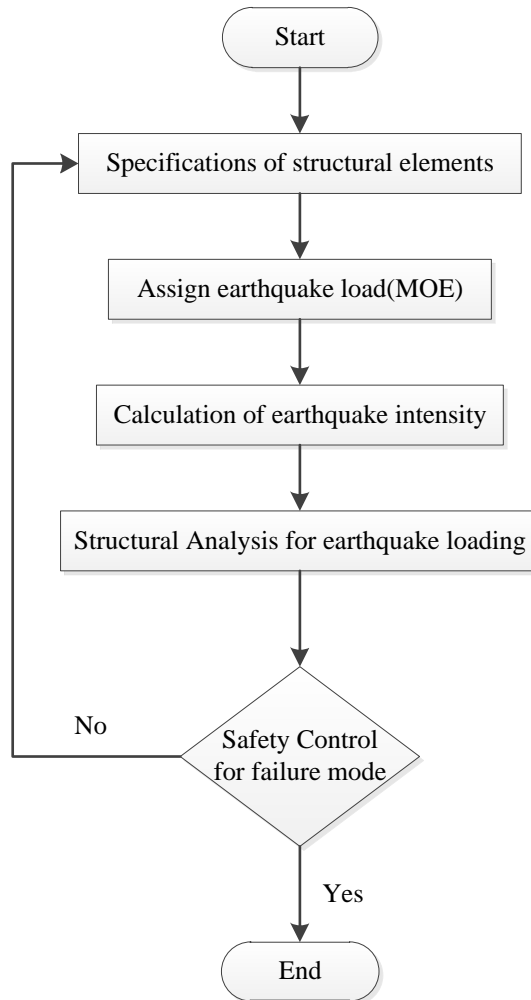 Start
Specifications of structural elements
Assign earthquake load(MOE)
Calculation of earthquake intensity
Structural Analysis for earthquake loading
No
Safety Control
for failure mode
Yes
End